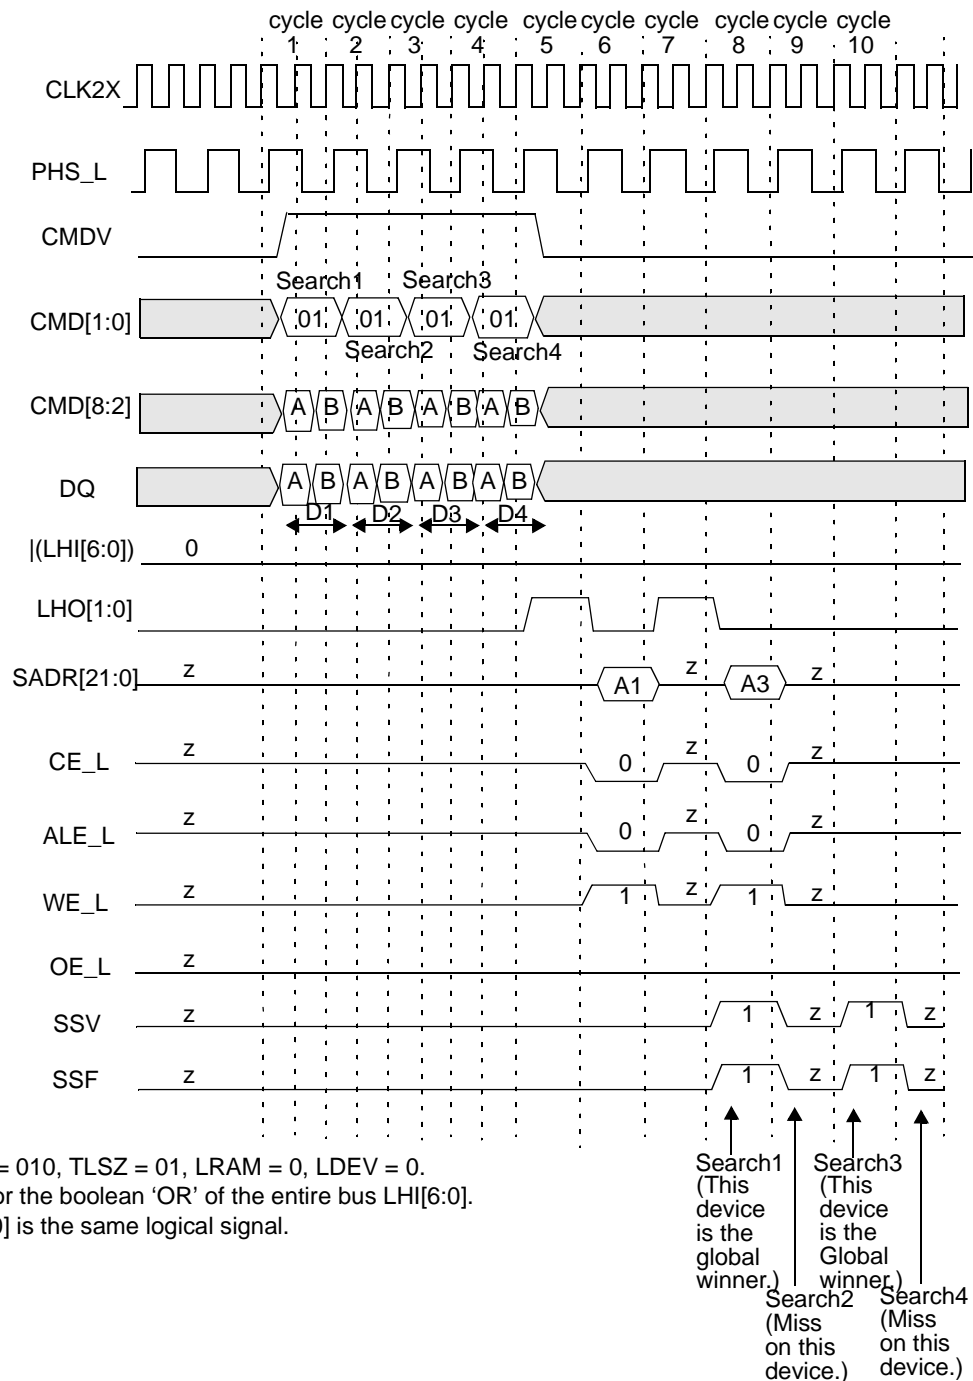 cycle cycle cycle cycle cycle cycle cycle cycle cycle cycle
1 2 3 4 5 6 7 8 9 10
CLK2X
PHS_L
CMDV
Search1 Search3
CMD[1:0] 01 01 01 01
Search2 Search4
CMD[8:2] A B A B A B A B
DQ A B A B A B A B
D1 D2 D3 D4
|(LHI[6:0]) 0
LHO[1:0]
SADR[21:0] z A1 z A3 z
CE_L z 0 z 0 z
ALE_L z 0 z 0 z
WE_L z 1 z 1 z
OE_L z
SSV z 1 z 1 z
SSF z 1 z 1 z
= 010, TLSZ = 01, LRAM = 0, LDEV = 0.
or the boolean 'OR' of the entire bus LHI[6:0].
] is the same logical signal.
Search1
(This
device
is the
global
winner.)
Search2
(Miss
on this
device.)
Search3
(This
device
is the
Global
winner.)
Search4
(Miss
on this
device.)